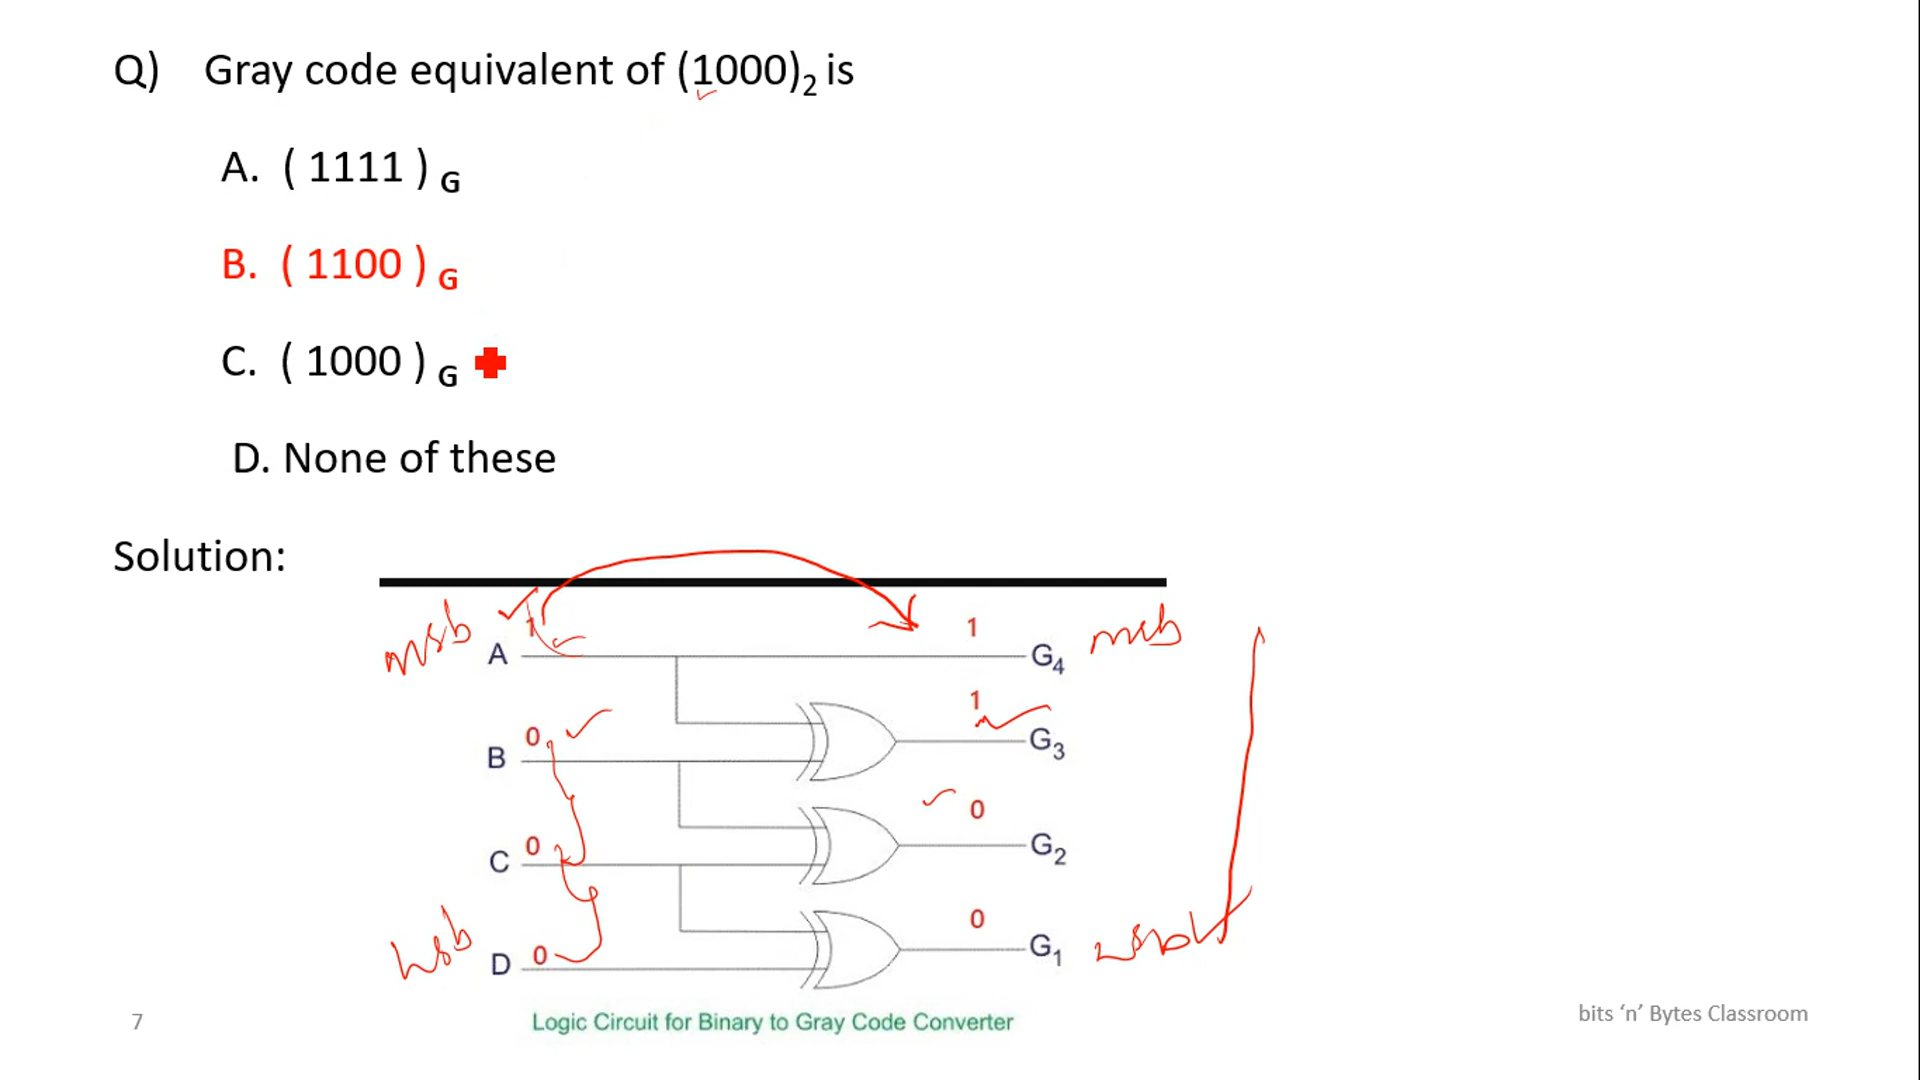 Q) Gray code equivalent of (1000)₂ is
A. ( 1111 ) G
B. ( 1100 ) G
C. ( 1000 ) G
D. None of these
Solution:
msb 1 1 msb
A G₄
1
0 G₃
B
0
0 G₂
C
0
lsb 0 G₁
D
Logic Circuit for Binary to Gray Code Converter
7
bits ‘n’ Bytes Classroom